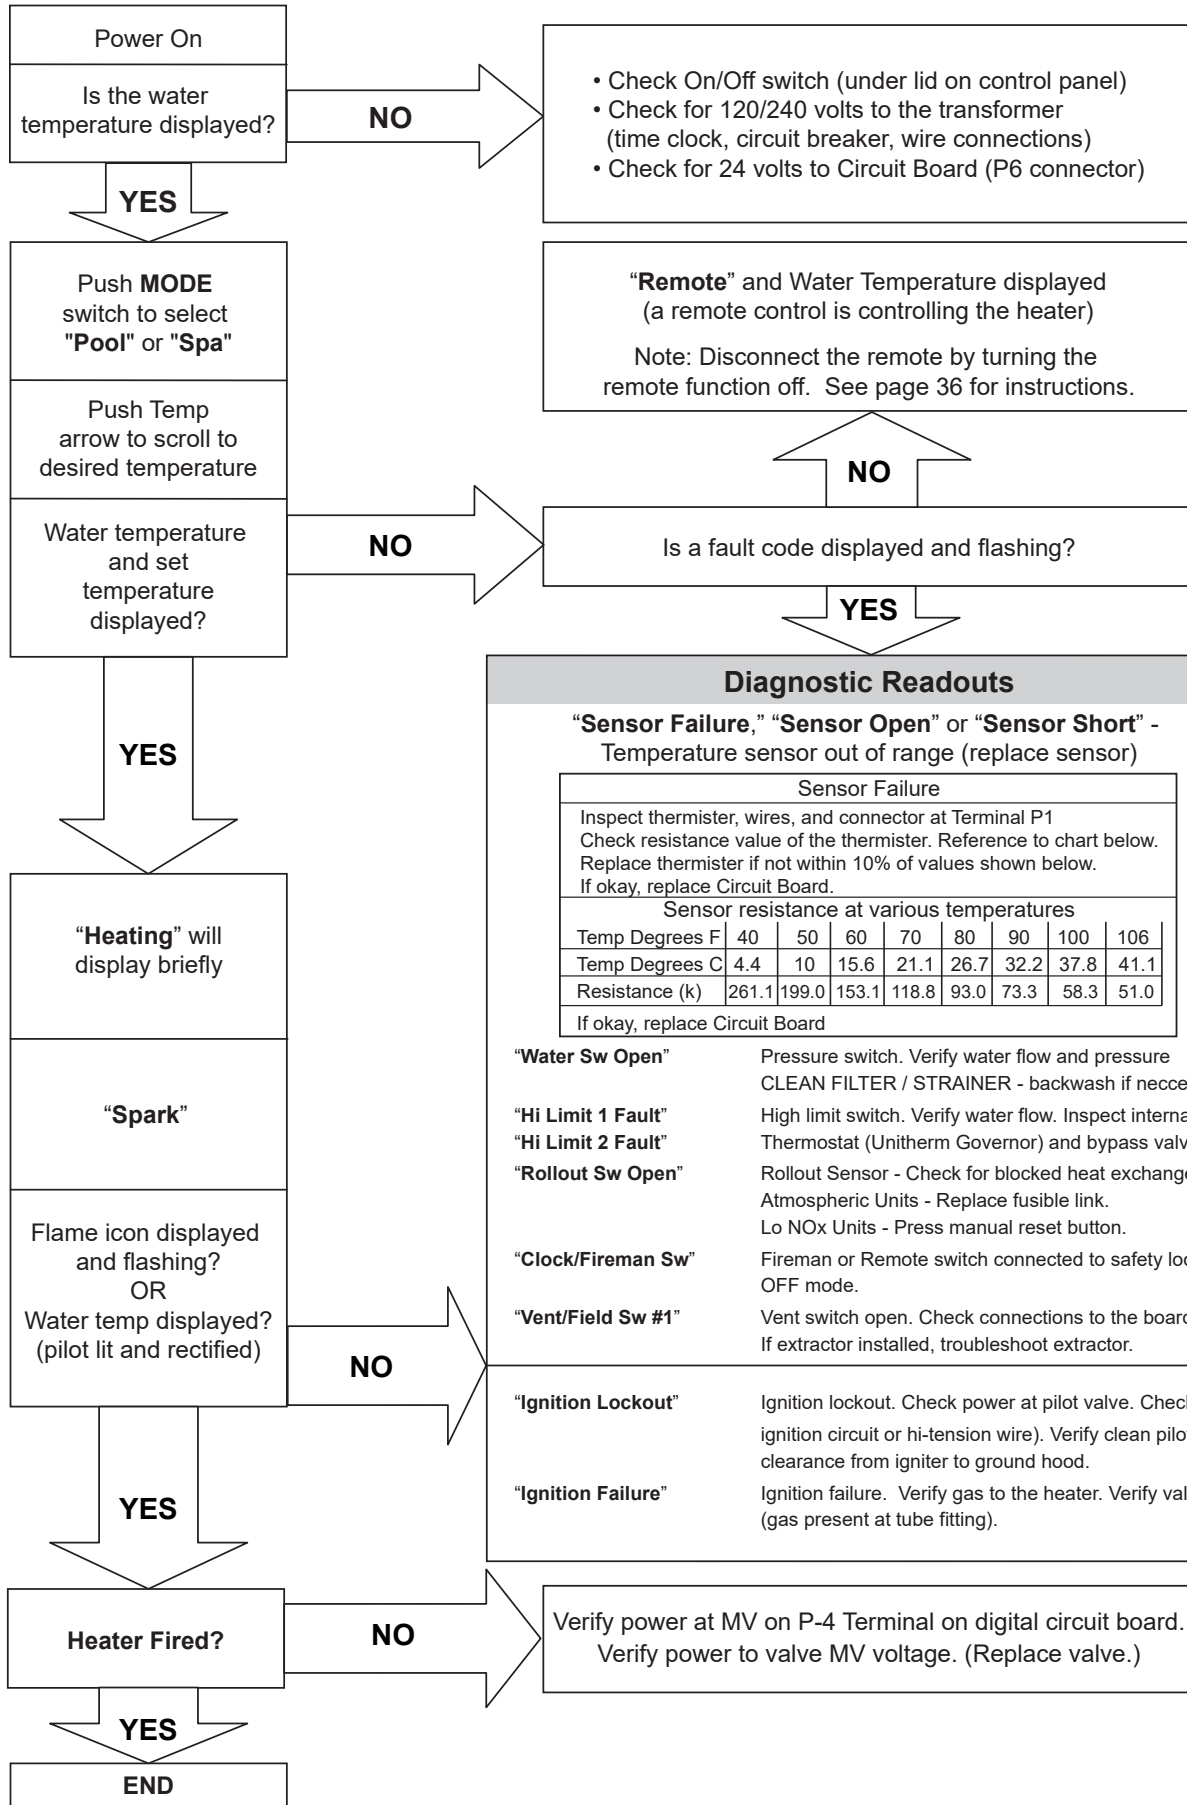 Power On
Is the water
temperature displayed?
NO
• Check On/Off switch (under lid on control panel)
• Check for 120/240 volts to the transformer
(time clock, circuit breaker, wire connections)
• Check for 24 volts to Circuit Board (P6 connector)
YES
Push MODE
switch to select
"Pool" or "Spa"
Push Temp
arrow to scroll to
desired temperature
Water temperature
and set
temperature
displayed?
NO
Is a fault code displayed and flashing?
NO
“Remote” and Water Temperature displayed
(a remote control is controlling the heater)
Note: Disconnect the remote by turning the
remote function off.  See page 36 for instructions.
YES
Diagnostic Readouts
“Sensor Failure,” “Sensor Open” or “Sensor Short” -
Temperature sensor out of range (replace sensor)
Sensor Failure
Inspect thermister, wires, and connector at Terminal P1
Check resistance value of the thermister. Reference to chart below.
Replace thermister if not within 10% of values shown below.
If okay, replace Circuit Board.
Sensor resistance at various temperatures
Temp Degrees F 40 50 60 70 80 90 100 106
Temp Degrees C 4.4 10 15.6 21.1 26.7 32.2 37.8 41.1
Resistance (k) 261.1 199.0 153.1 118.8 93.0 73.3 58.3 51.0
If okay, replace Circuit Board
“Water Sw Open” Pressure switch. Verify water flow and pressure
CLEAN FILTER / STRAINER - backwash if necce
“Hi Limit 1 Fault” High limit switch. Verify water flow. Inspect interna
“Hi Limit 2 Fault” Thermostat (Unitherm Governor) and bypass valv
“Rollout Sw Open” Rollout Sensor - Check for blocked heat exchange
Atmospheric Units - Replace fusible link.
Lo NOx Units - Press manual reset button.
“Clock/Fireman Sw” Fireman or Remote switch connected to safety loc
OFF mode.
“Vent/Field Sw #1” Vent switch open. Check connections to the board
If extractor installed, troubleshoot extractor.
“Ignition Lockout” Ignition lockout. Check power at pilot valve. Chec
ignition circuit or hi-tension wire). Verify clean pilo
clearance from igniter to ground hood.
“Ignition Failure” Ignition failure.  Verify gas to the heater. Verify val
(gas present at tube fitting).
YES
“Heating” will
display briefly
“Spark”
Flame icon displayed
and flashing?
OR
Water temp displayed?
(pilot lit and rectified)
NO
YES
Heater Fired?
NO
Verify power at MV on P-4 Terminal on digital circuit board.
Verify power to valve MV voltage. (Replace valve.)
YES
END